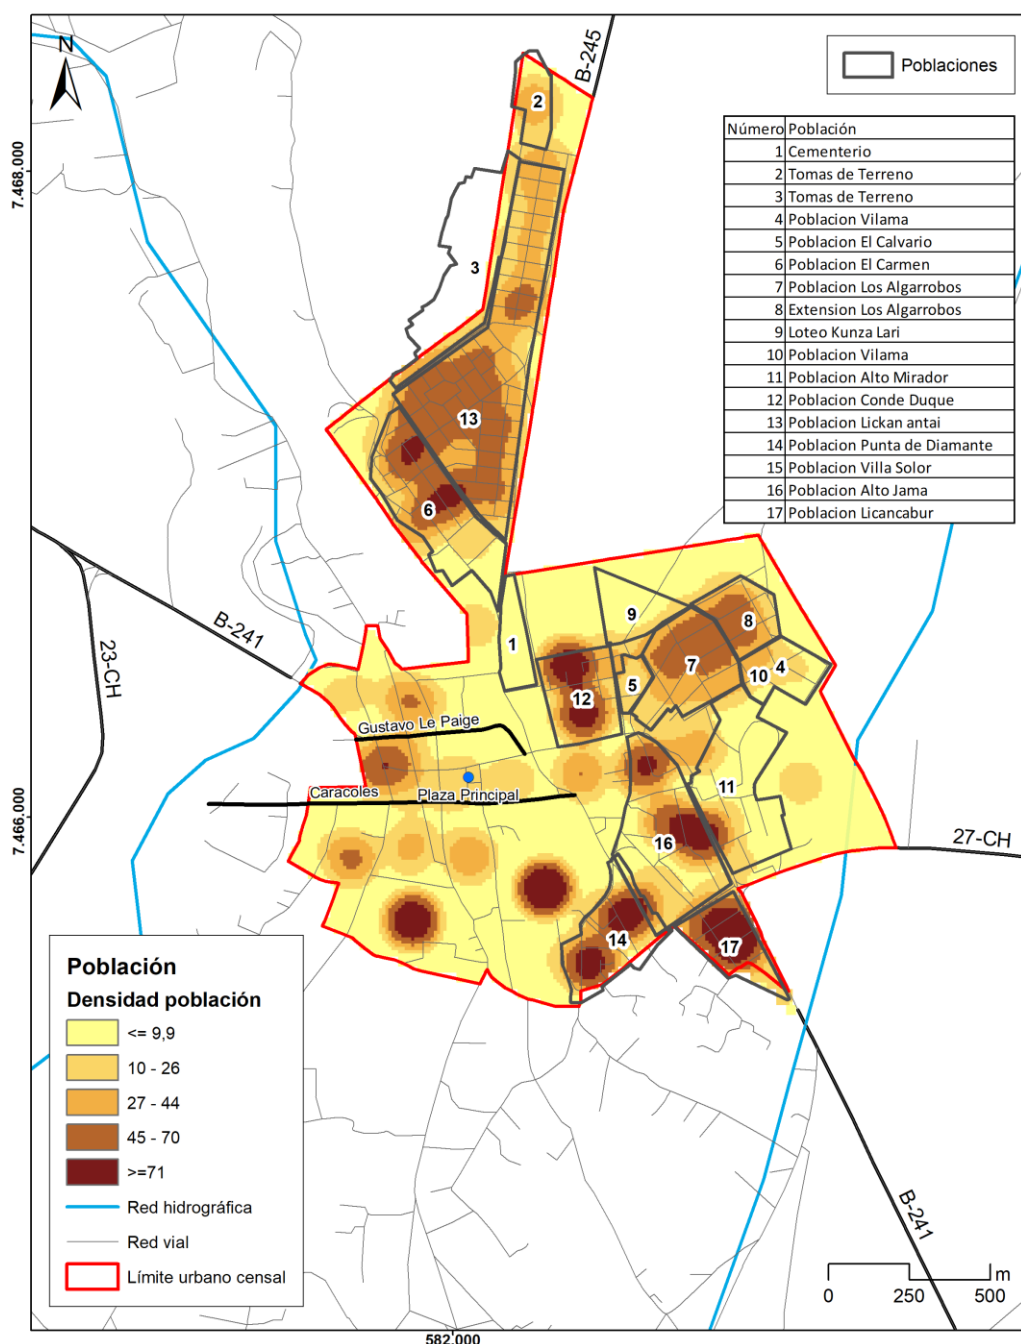 N
B-245
Poblaciones
Número Población
1 Cementerio
2 Tomas de Terreno
3 Tomas de Terreno
4 Poblacion Vilama
5 Poblacion El Calvario
6 Poblacion El Carmen
7 Poblacion Los Algarrobos
8 Extension Los Algarrobos
9 Loteo Kunza Lari
10 Poblacion Vilama
11 Poblacion Alto Mirador
12 Poblacion Conde Duque
13 Poblacion Lickan antai
14 Poblacion Punta de Diamante
15 Poblacion Villa Solor
16 Poblacion Alto Jama
17 Poblacion Licancabur
7.468.000
2
3
13
6
B-241
23-CH
9
8
1
7
10
4
5
12
Gustavo Le Paige
Caracoles
Plaza Principal
11
7.466.000
27-CH
16
14
17
B-241
Población
Densidad población
<= 9,9
10 - 26
27 - 44
45 - 70
>=71
Red hidrográfica
Red vial
Límite urbano censal
m
0 250 500
582.000